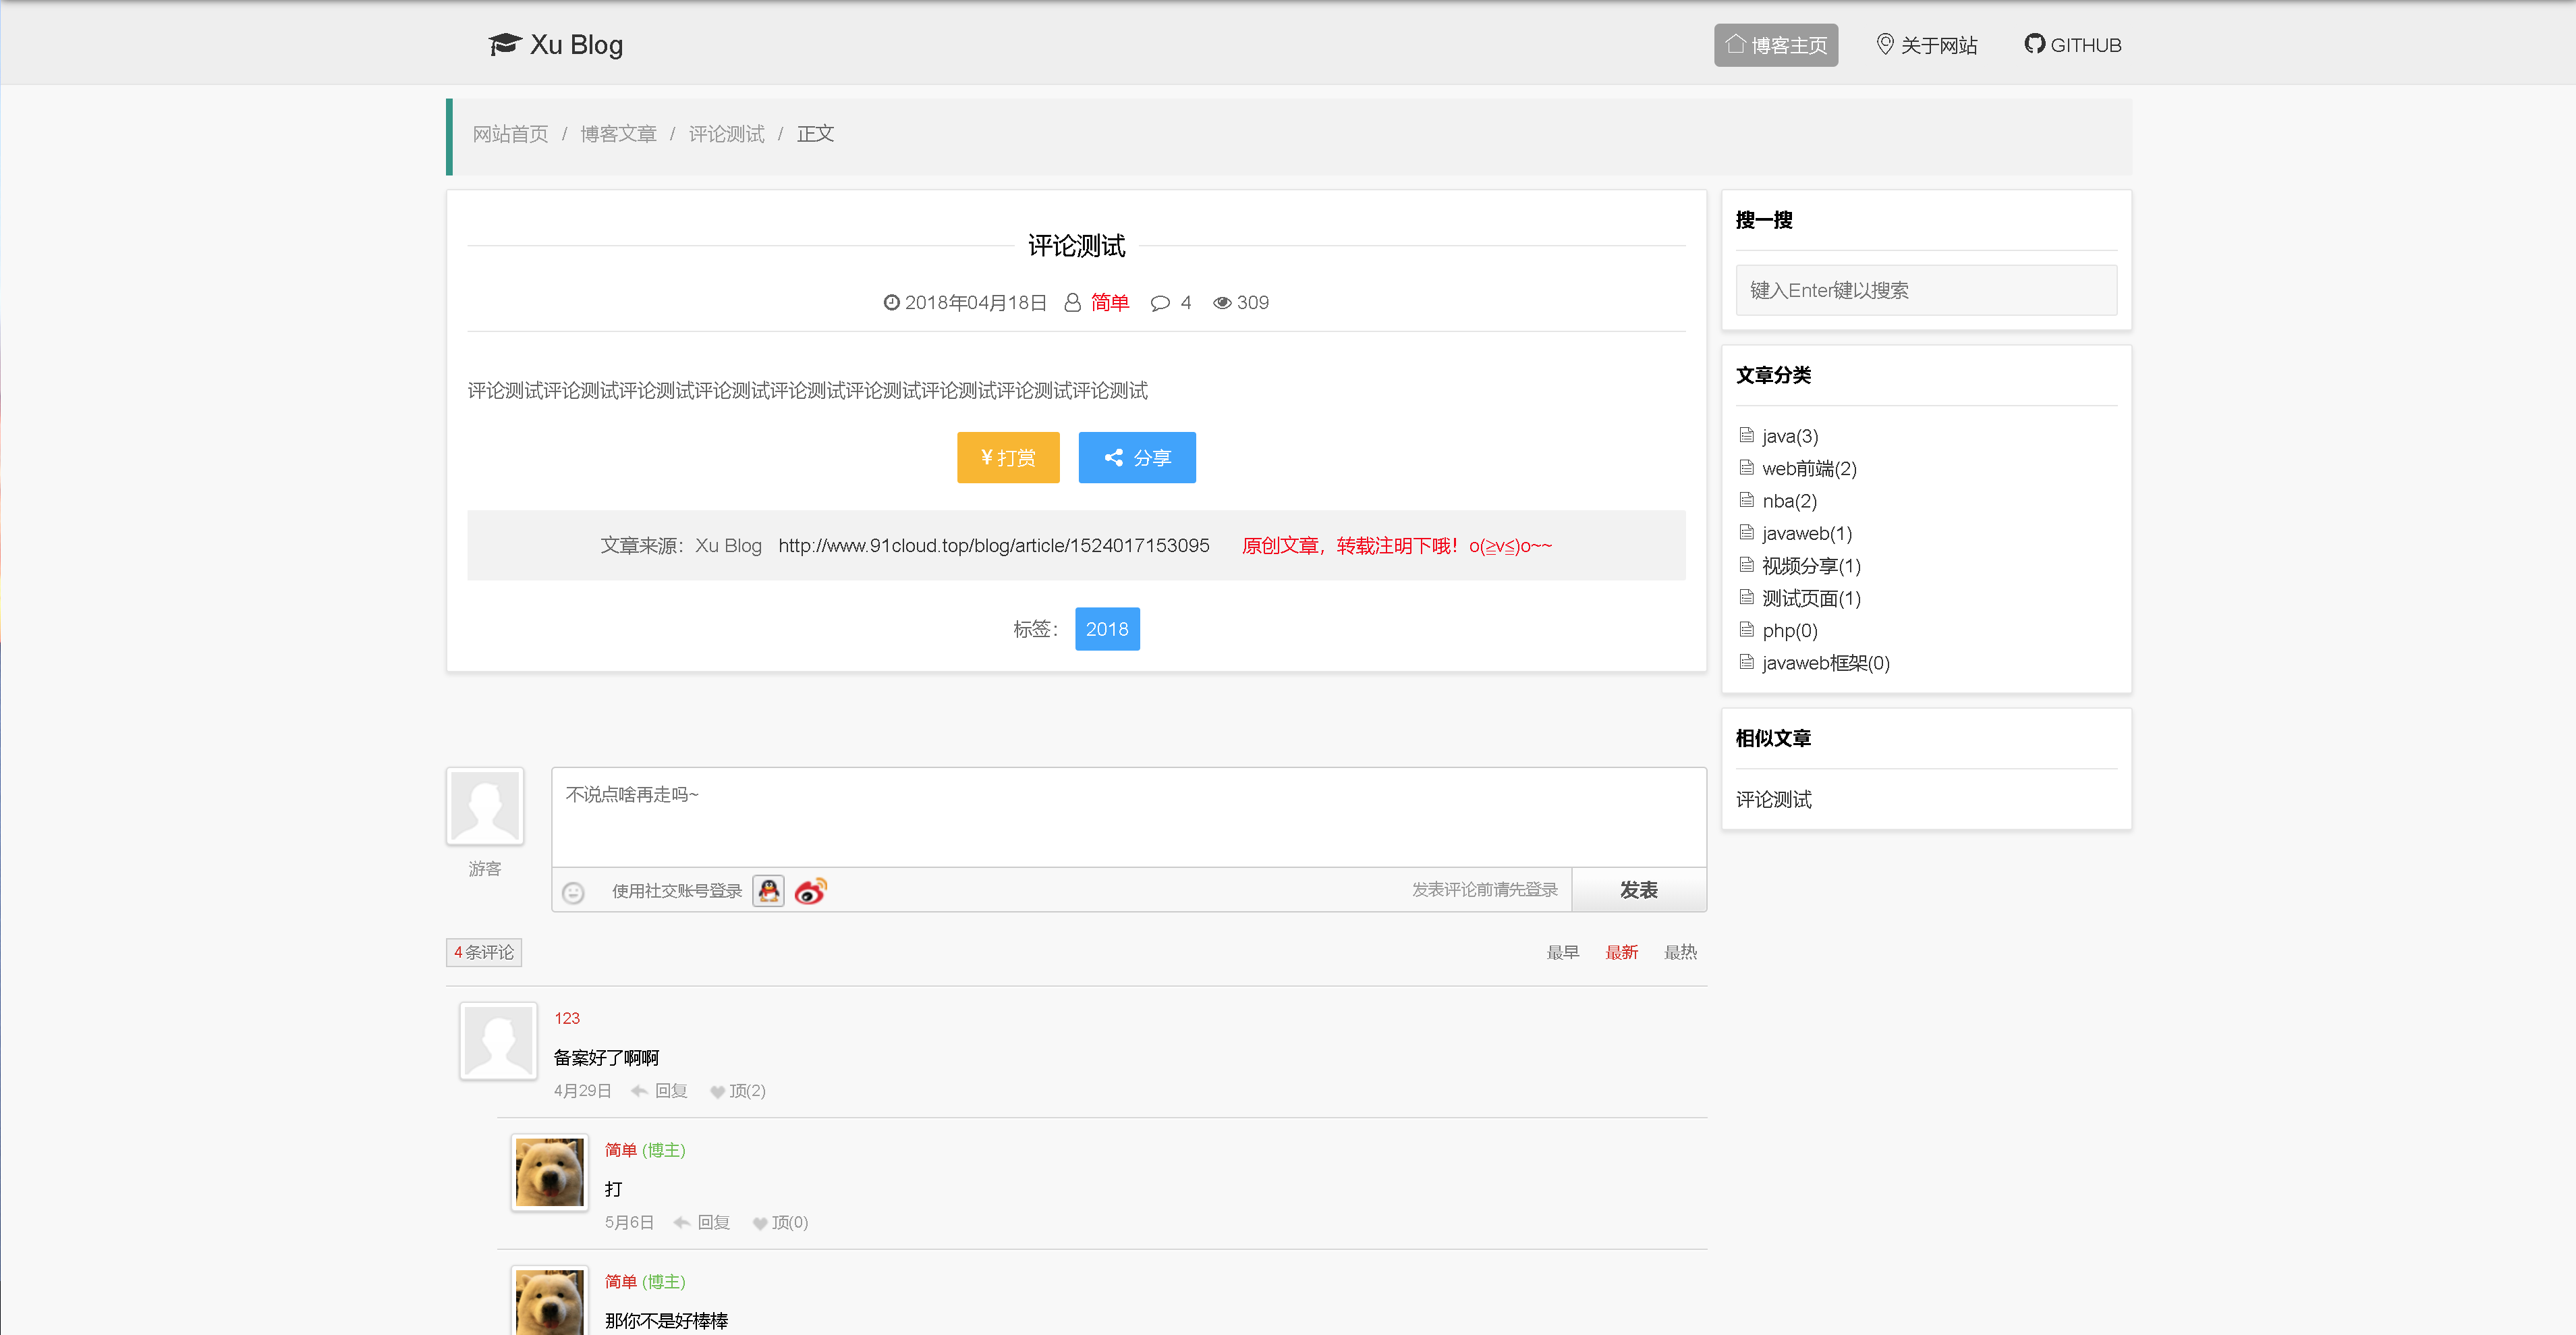 Xu Blog
博客主页 关于网站 GITHUB
网站首页 / 博客文章 / 评论测试 / 正文
评论测试
2018年04月18日 简单 4 309
评论测试评论测试评论测试评论测试评论测试评论测试评论测试评论测试评论测试
¥打赏 分享
文章来源：Xu Blog http://www.91cloud.top/blog/article/1524017153095 原创文章，转载注明下哦！o(≧v≦)o~~
标签： 2018
搜一搜
键入Enter键以搜索
文章分类
java(3)
web前端(2)
nba(2)
javaweb(1)
视频分享(1)
测试页面(1)
php(0)
javaweb框架(0)
相似文章
评论测试
不说点啥再走吗~
游客
使用社交账号登录 发表评论前请先登录 发表
4条评论 最早 最新 最热
123
备案好了啊啊
4月29日 回复 顶(2)
简单 (博主)
打
5月6日 回复 顶(0)
简单 (博主)
那你不是好棒棒